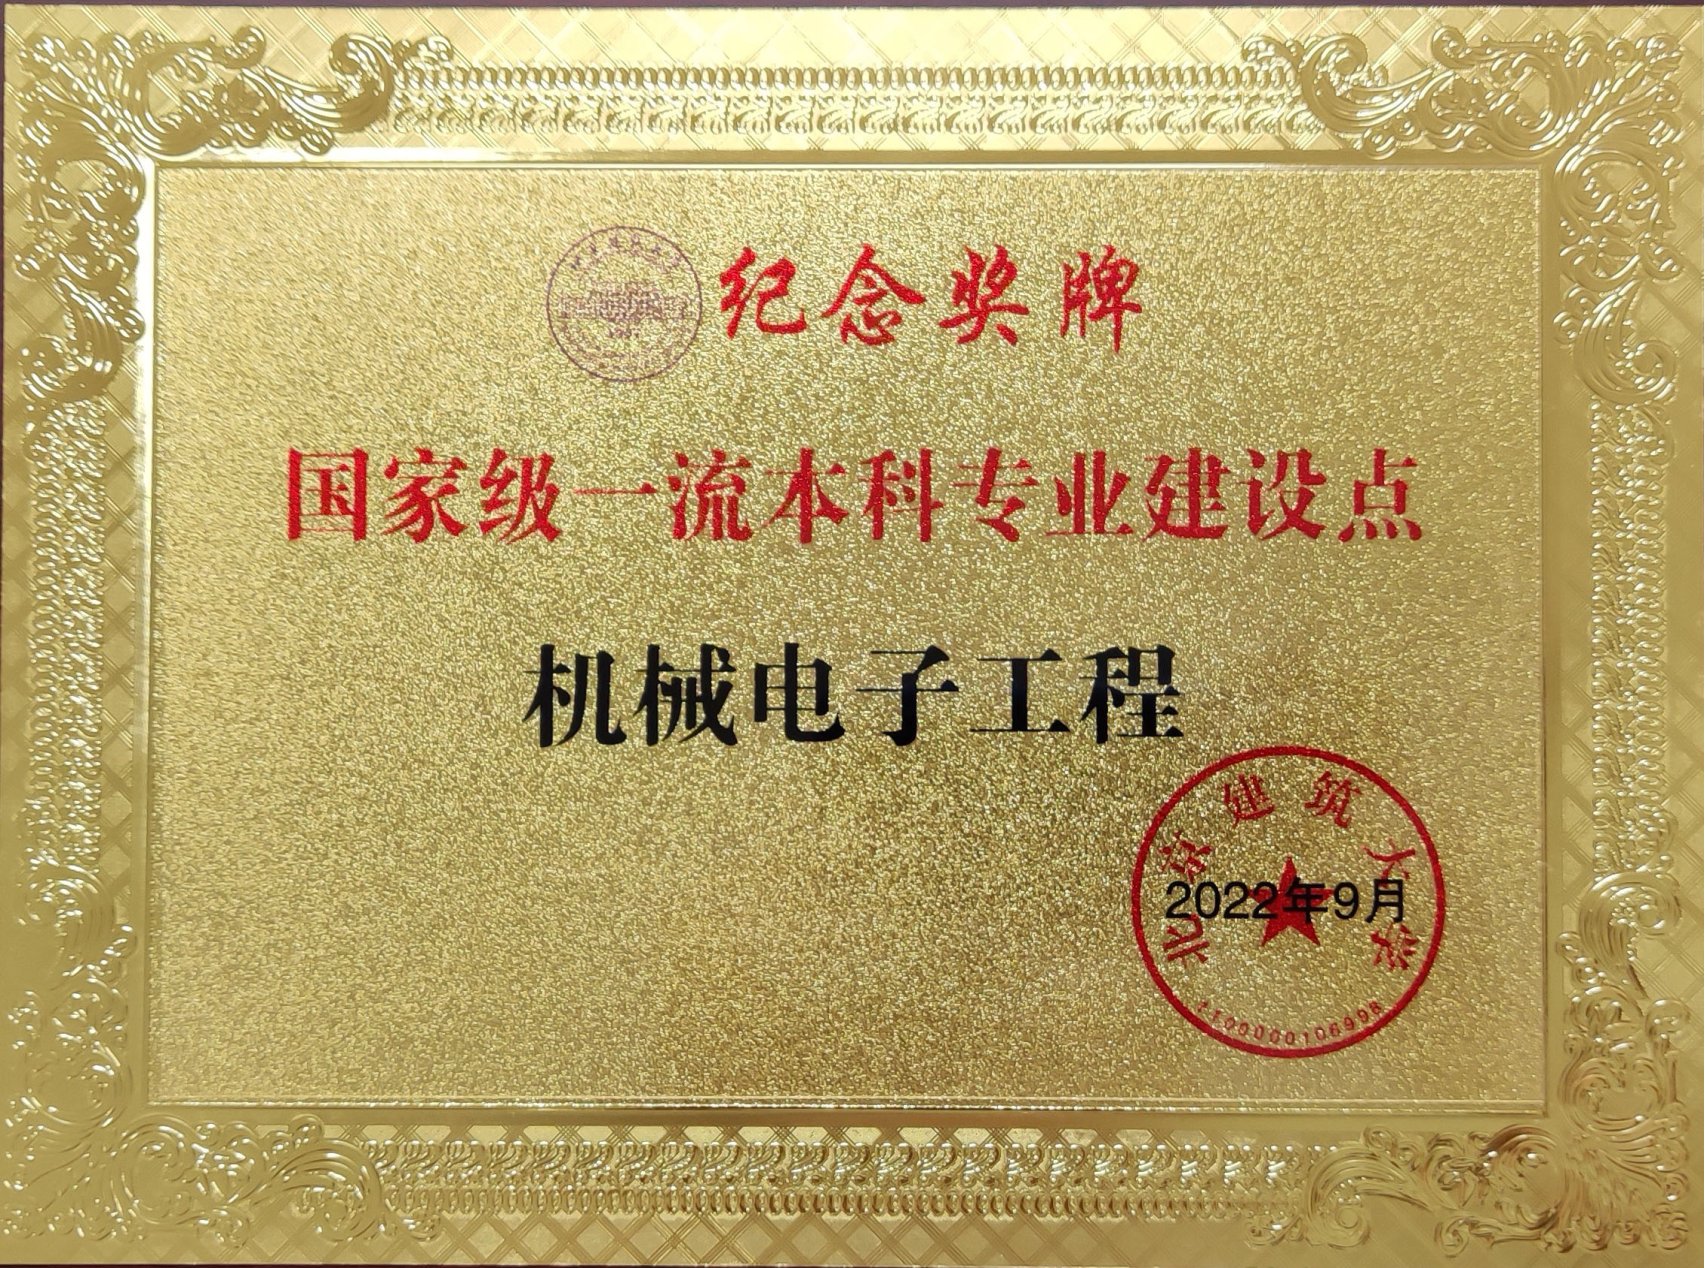 纪念奖牌
国家级一流本科专业建设点
机械电子工程
北京建筑大学
2022年9月
1100000106998